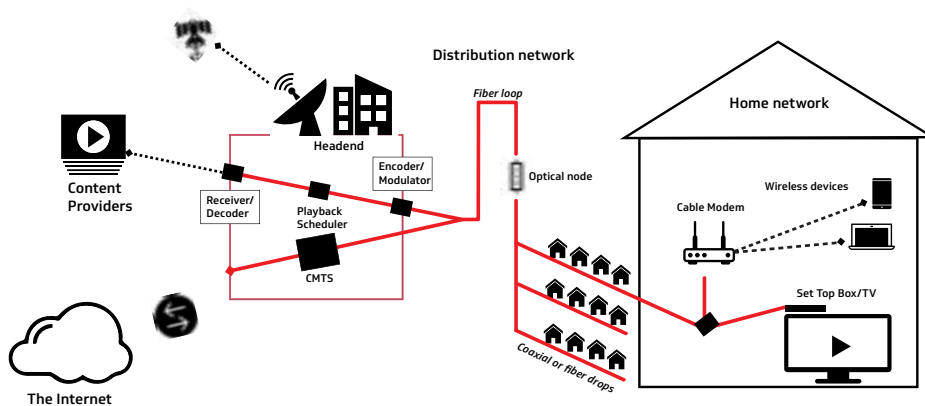 Distribution network
Fiber loop
Home network
Headend
Encoder/
Modulator
Optical node
Wireless devices
Content
Providers
Receiver/
Decoder
Playback
Scheduler
Cable Modem
CMTS
Set Top Box/TV
Coaxial or fiber drops
The Internet